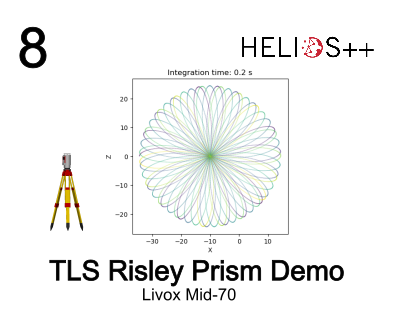 8
HELIOS++
Integration time: 0.2 s
Z
20
10
0
−10
−20
−30 −20 −10 0 10
X
TLS Risley Prism Demo
Livox Mid-70